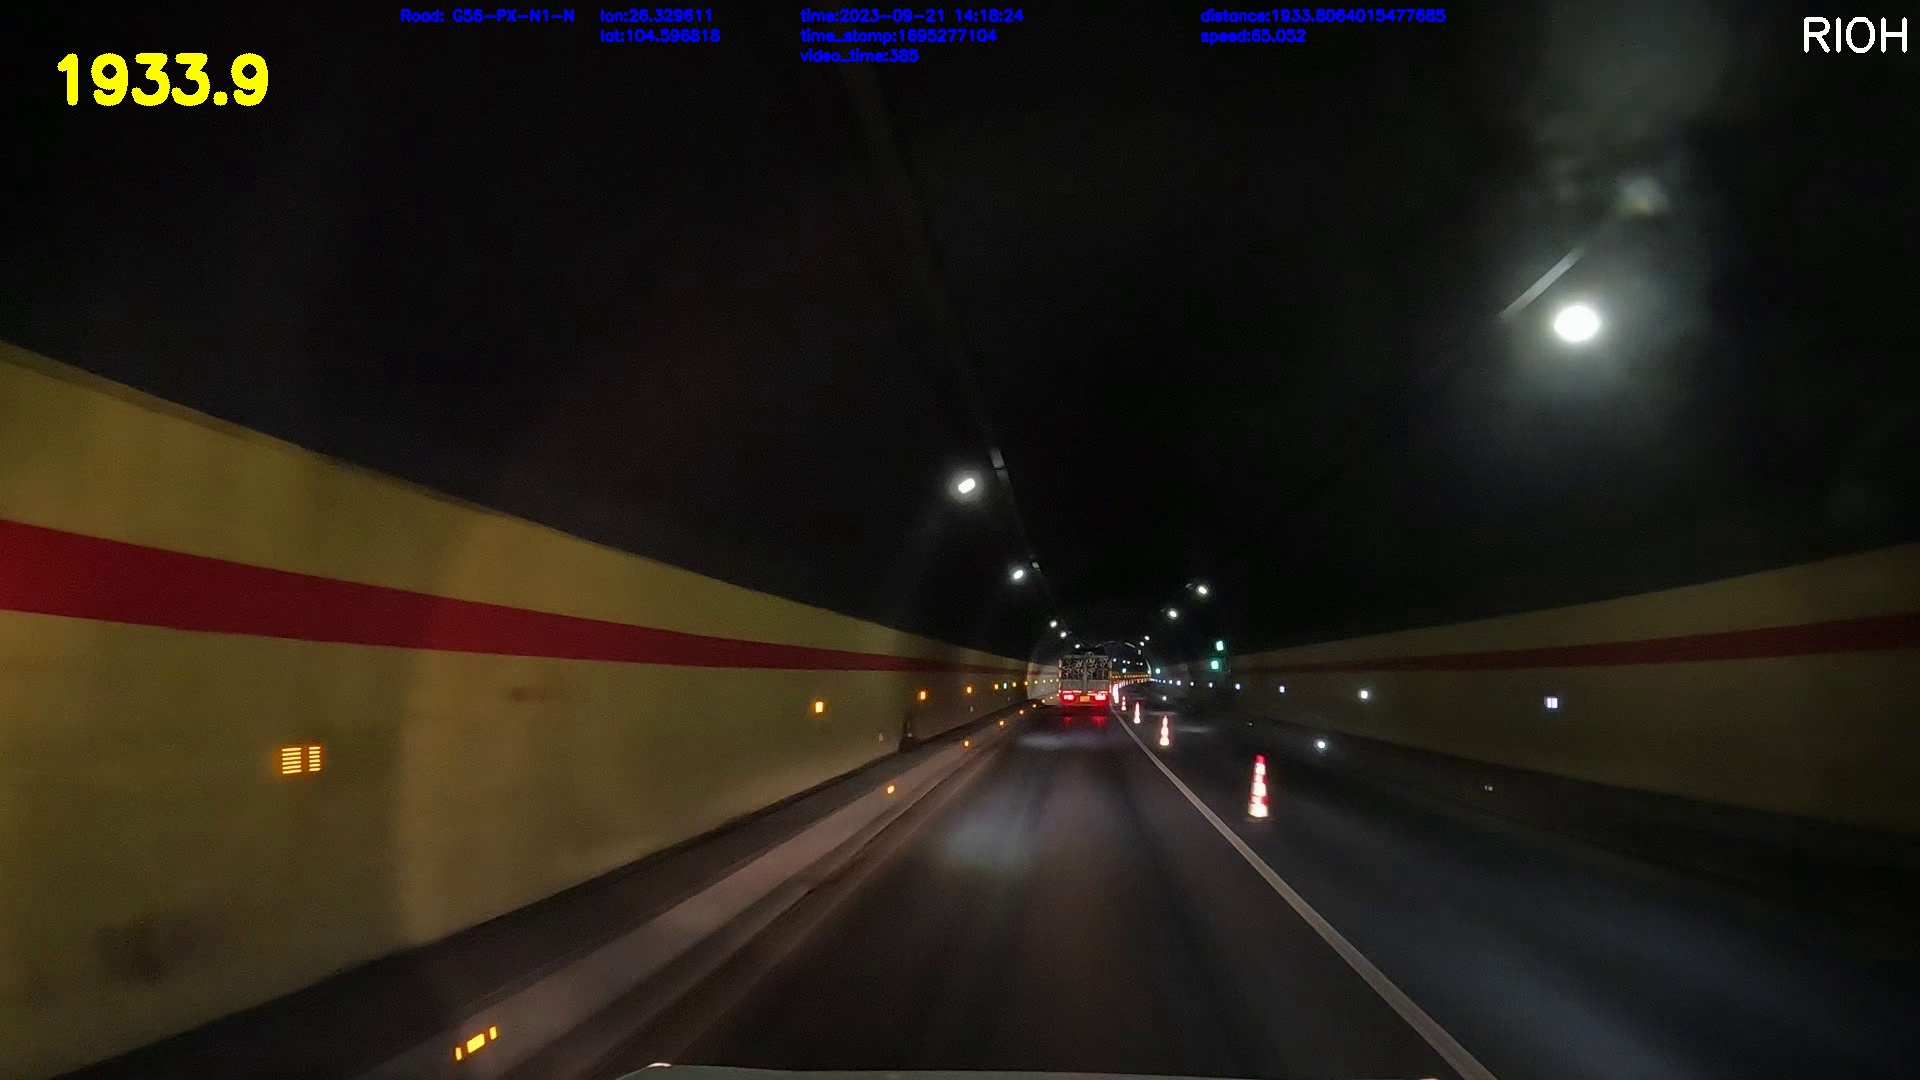 Road: G56-PX-N1-N
lon:26.329611
lat:104.596818
time:2023-09-21 14:18:24
time_stamp:1695277104
video_time:385
distance:1933.8064015477685
speed:65.052
RIOH
1933.9